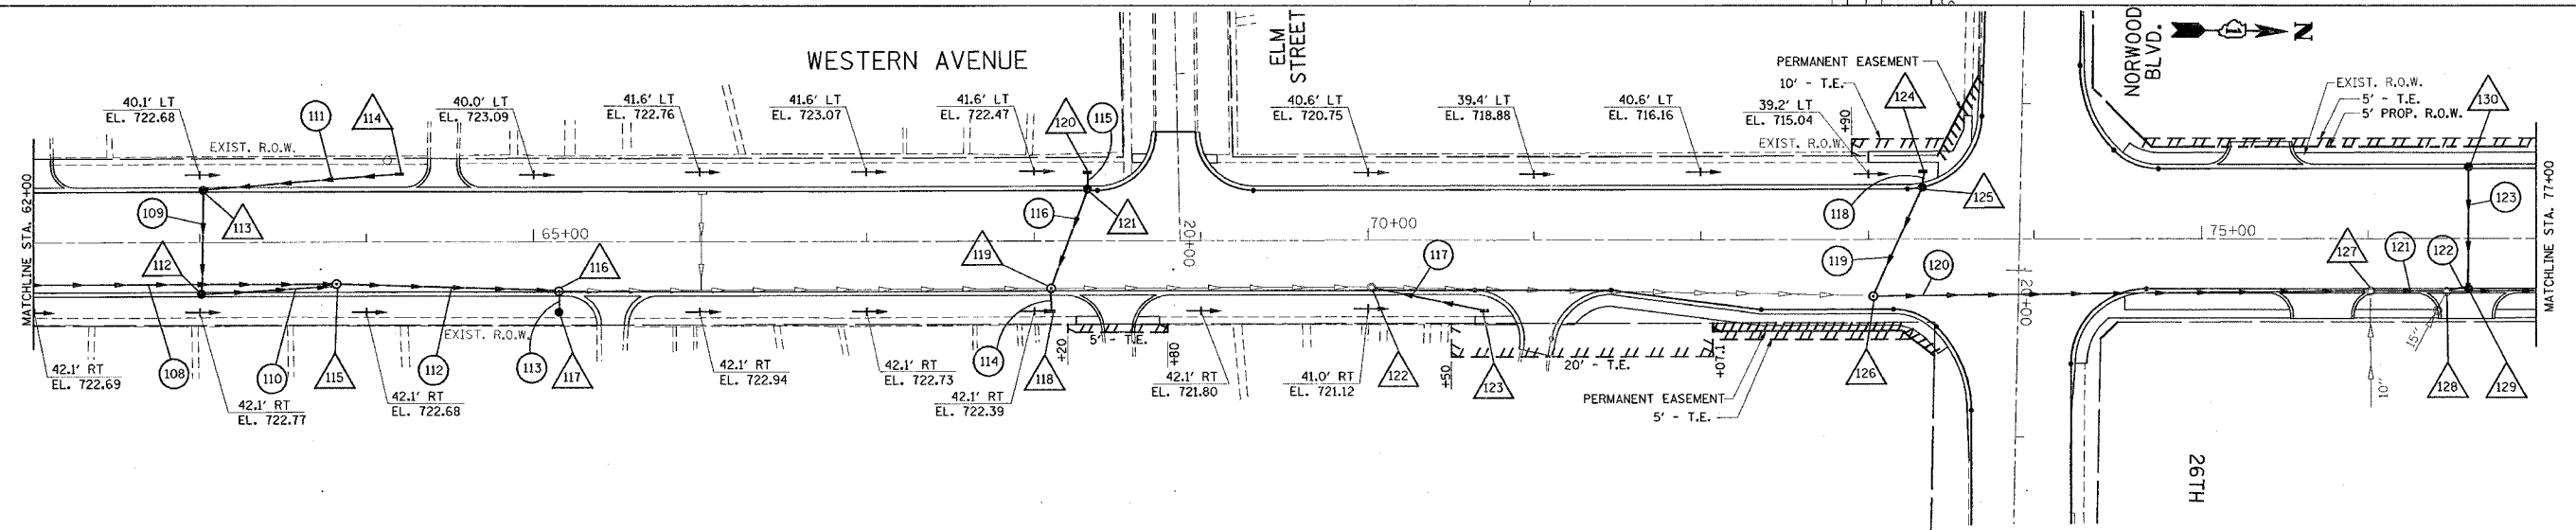 WESTERN AVENUE
ELM
STREET
NORWOOD
BLVD.
N
PERMANENT EASEMENT
10' - T.E.
EXIST. R.O.W.
5' - T.E.
5' PROP. R.O.W.
40.1' LT
EL. 722.68
111
114
40.0' LT
EL. 723.09
41.6' LT
EL. 722.76
41.6' LT
EL. 723.07
41.6' LT
EL. 722.47
120
115
40.6' LT
EL. 720.75
39.4' LT
EL. 718.88
40.6' LT
EL. 716.16
39.2' LT
EL. 715.04
+90
124
130
EXIST. R.O.W.
EXIST. R.O.W.
MATCHLINE STA. 62+00
109
113
65+00
116
121
20+00
70+00
118
125
75+00
123
MATCHLINE STA. 77+00
112
116
119
117
119
120
127
121
122
20+00
EXIST. R.O.W.
5' - T.E.
+20
+80
+50
20' - T.E.
+07.1
15"
10"
42.1' RT
EL. 722.69
108
110
115
112
113
117
114
118
122
123
126
128
129
42.1' RT
EL. 722.77
42.1' RT
EL. 722.68
42.1' RT
EL. 722.94
42.1' RT
EL. 722.73
42.1' RT
EL. 722.39
42.1' RT
EL. 721.80
41.0' RT
EL. 721.12
PERMANENT EASEMENT
5' - T.E.
26TH